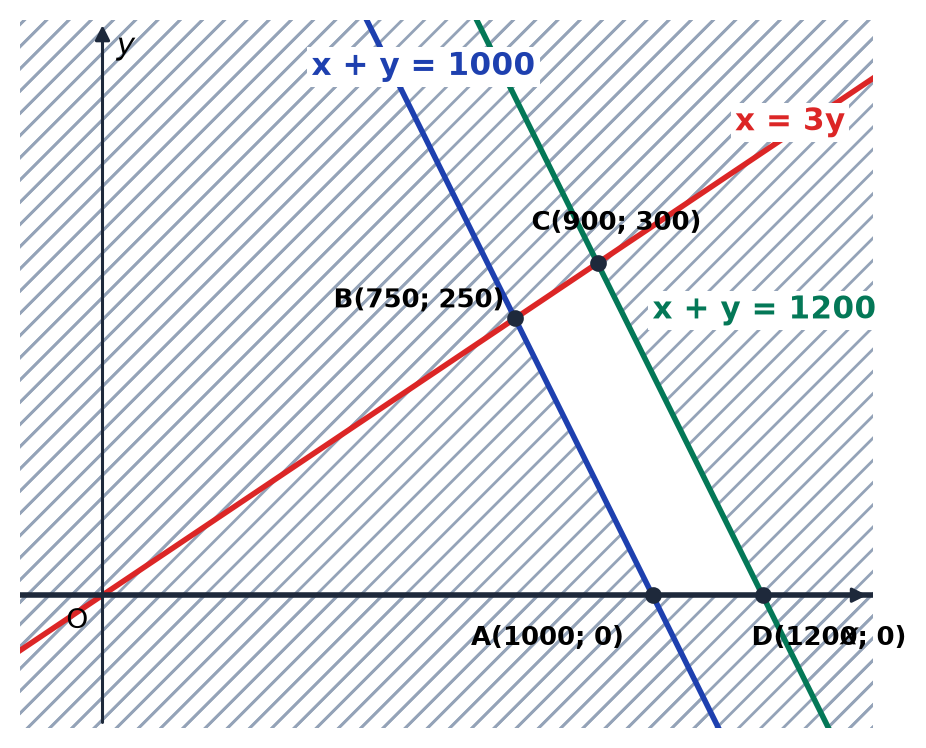 y
x + y = 1000
x = 3y
C(900; 300)
B(750; 250)
x + y = 1200
O
A(1000; 0)
D(1200; 0)
x